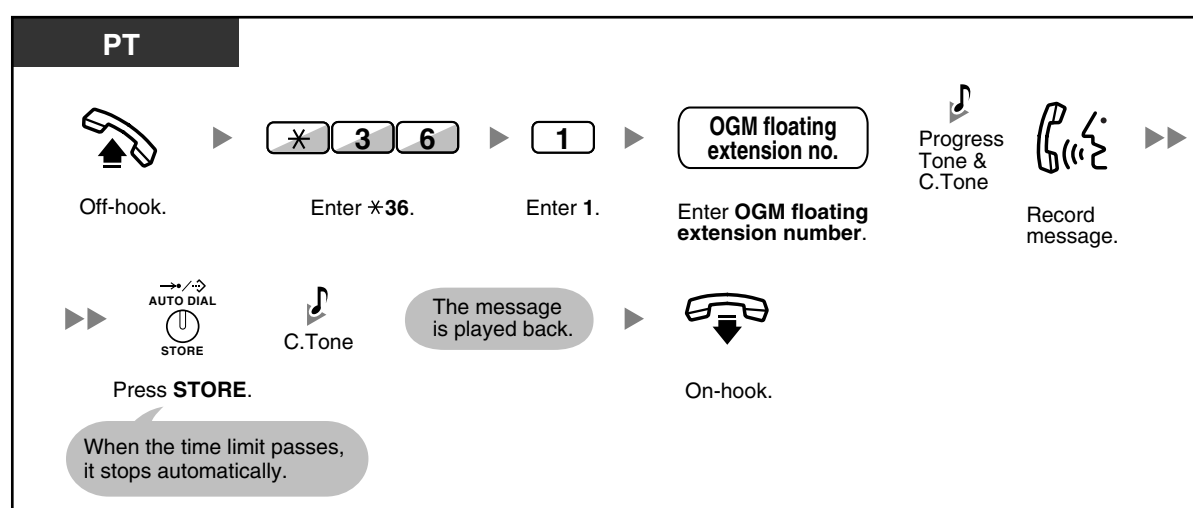 PT
✳ 3 6
1
OGM floating
extension no.
Progress
Tone &
C.Tone
Off-hook.
Enter ✳36.
Enter 1.
Enter OGM floating
extension number.
Record
message.
AUTO DIAL
STORE
C.Tone
The message
is played back.
Press STORE.
On-hook.
When the time limit passes,
it stops automatically.